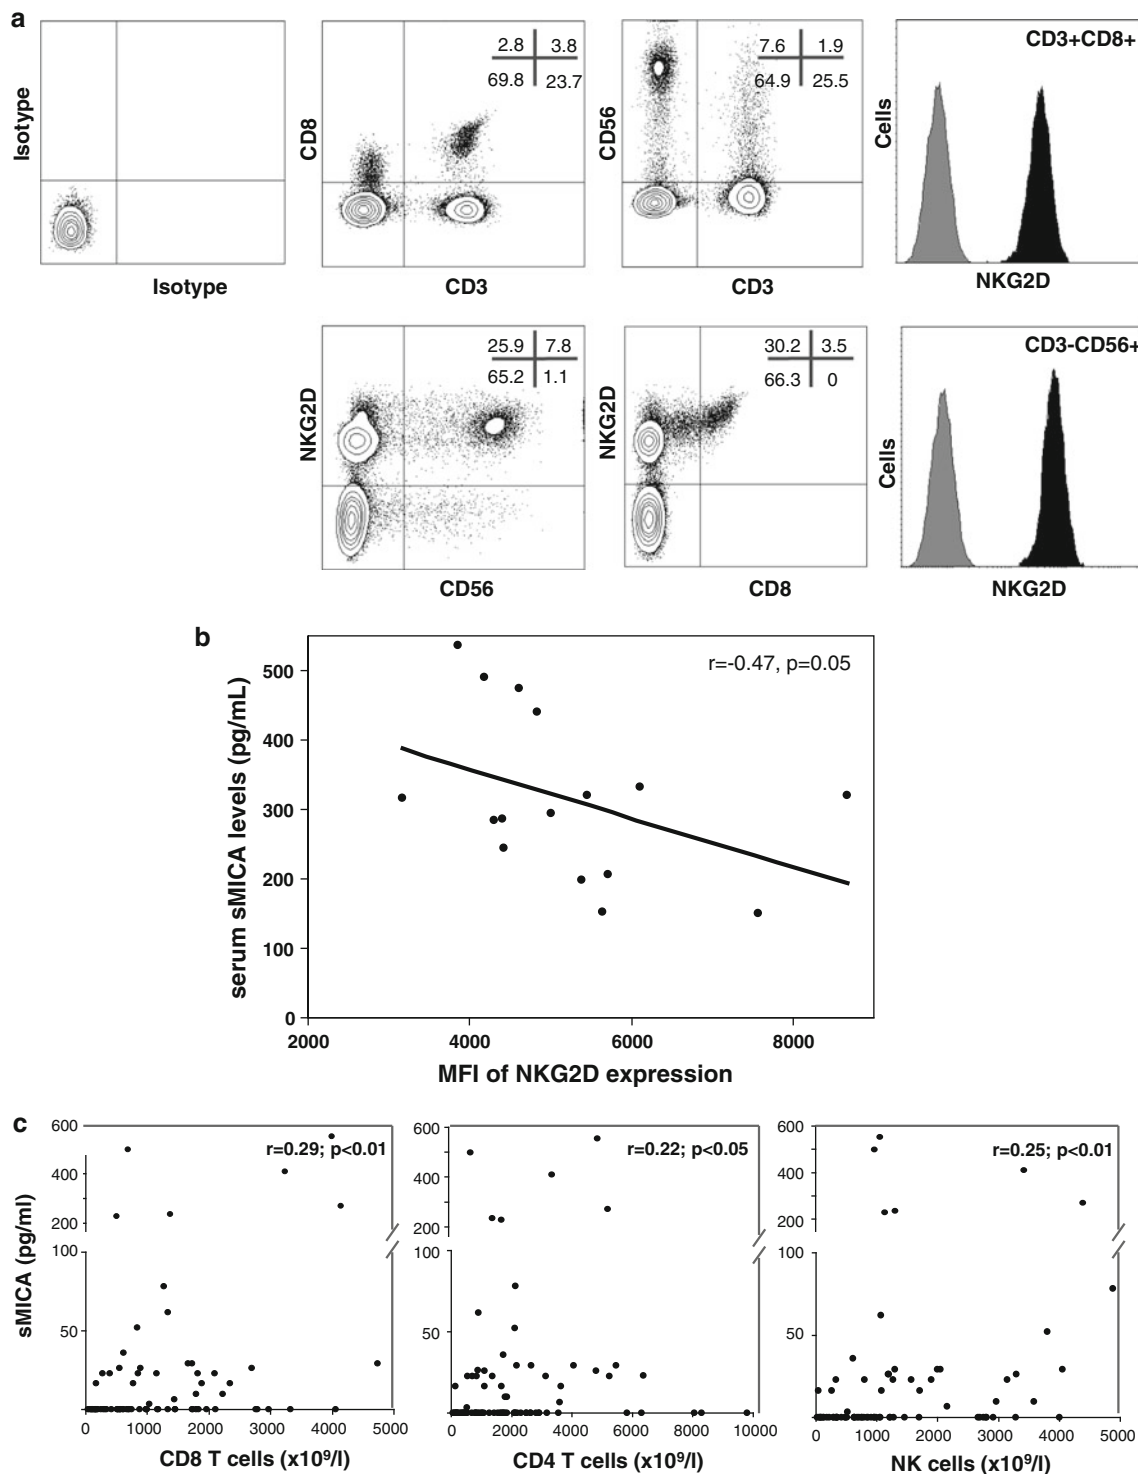 a
Isotype
Isotype
CD8
2.8 3.8
69.8 23.7
CD3
CD56
7.6 1.9
64.9 25.5
CD3
CD3+CD8+
Cells
NKG2D
NKG2D
25.9 7.8
65.2 1.1
CD56
NKG2D
30.2 3.5
66.3 0
CD8
CD3-CD56+
Cells
NKG2D
b
r=-0.47, p=0.05
serum sMICA levels (pg/mL)
500
400
300
200
100
0
2000 4000 6000 8000
MFI of NKG2D expression
c
sMICA (pg/ml)
600
400
200
100
50
r=0.29; p<0.01
0 1000 2000 3000 4000 5000
CD8 T cells (x10⁹/l)
600
400
200
100
50
r=0.22; p<0.05
0 2000 4000 6000 8000 10000
CD4 T cells (x10⁹/l)
600
400
200
100
50
0
r=0.25; p<0.01
0 1000 2000 3000 4000 5000
NK cells (x10⁹/l)